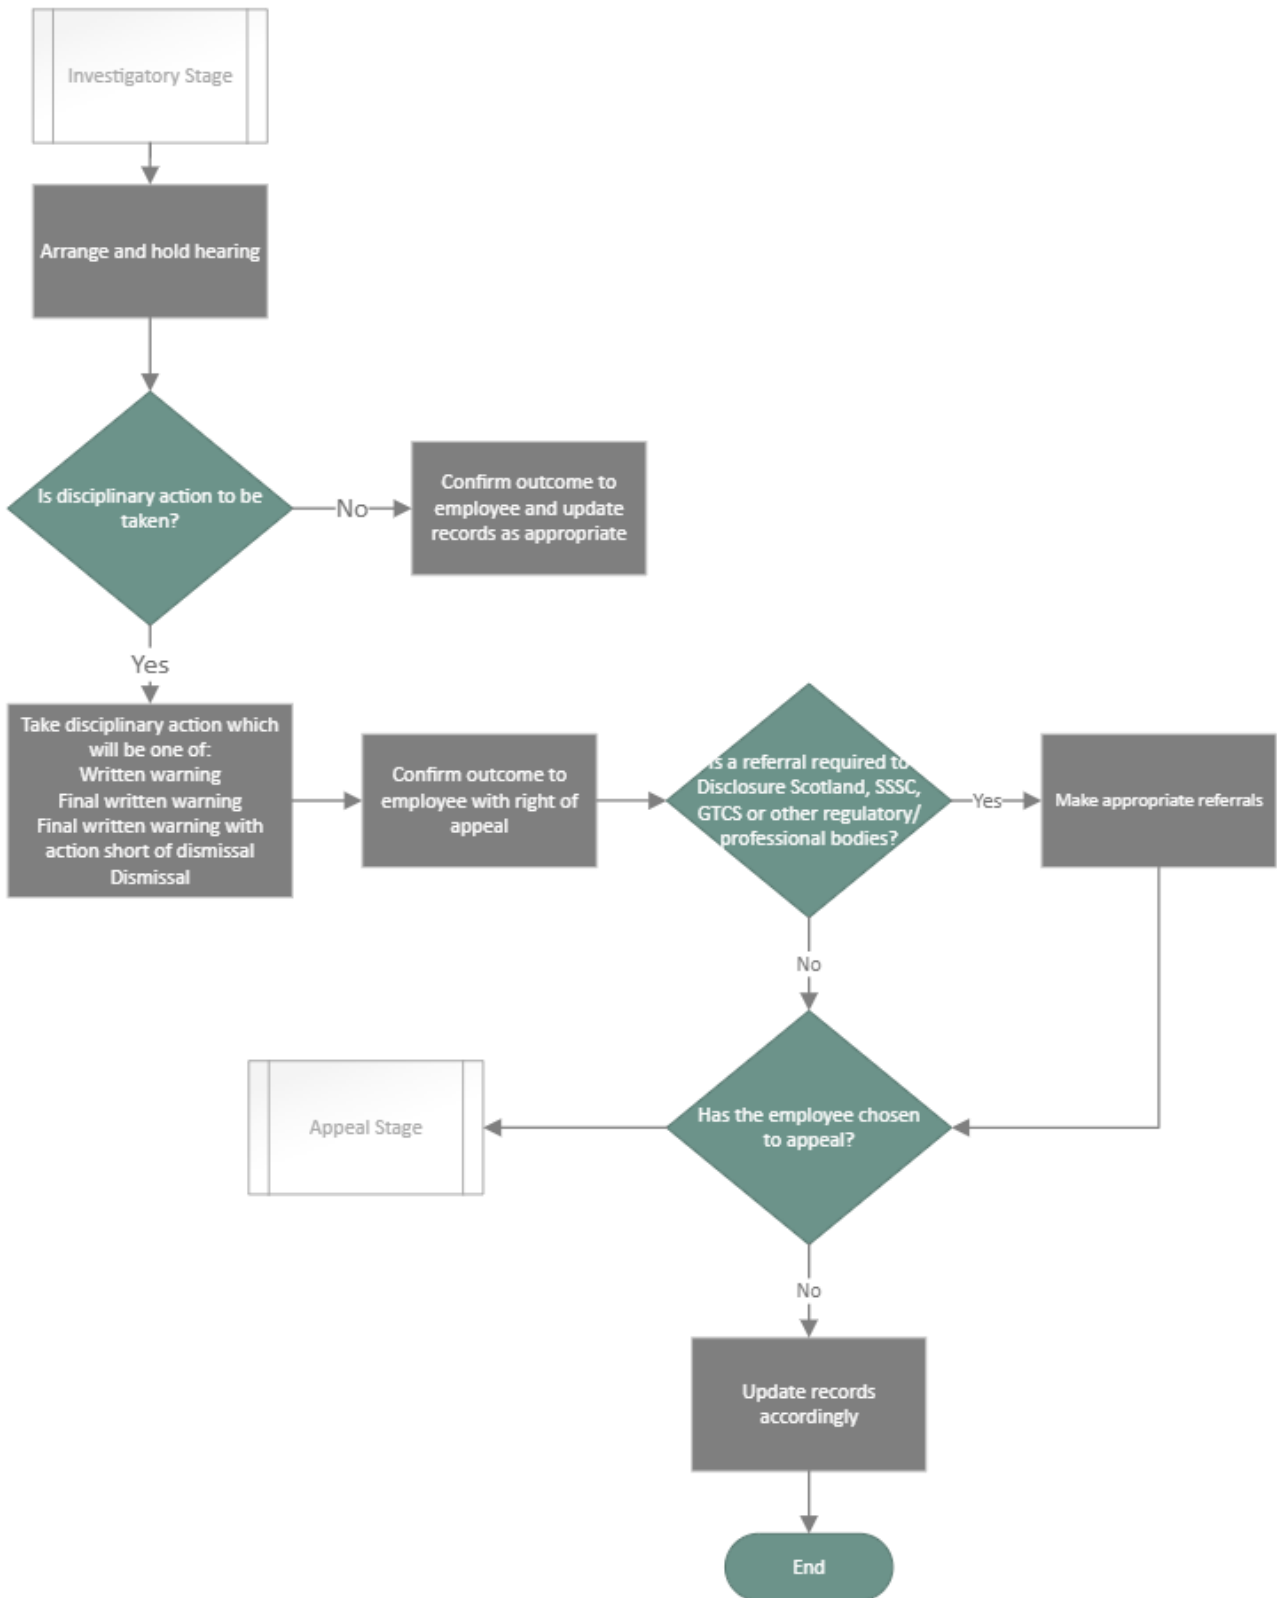 Investigatory Stage
Arrange and hold hearing
Is disciplinary action to be
taken?
No
Confirm outcome to
employee and update
records as appropriate
Yes
Take disciplinary action which
will be one of:
Written warning
Final written warning
Final written warning with
action short of dismissal
Dismissal
Confirm outcome to
employee with right of
appeal
Is a referral required to
Disclosure Scotland, SSSC,
GTCS or other regulatory/
professional bodies?
Yes
Make appropriate referrals
No
Has the employee chosen
to appeal?
Appeal Stage
No
Update records
accordingly
End